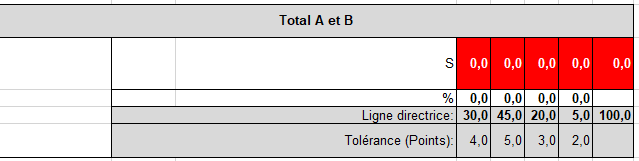 Total A et B
S 0,0 0,0 0,0 0,0 0,0
% 0,0 0,0 0,0 0,0
Ligne directrice: 30,0 45,0 20,0 5,0 100,0
Tolérance (Points): 4,0 5,0 3,0 2,0